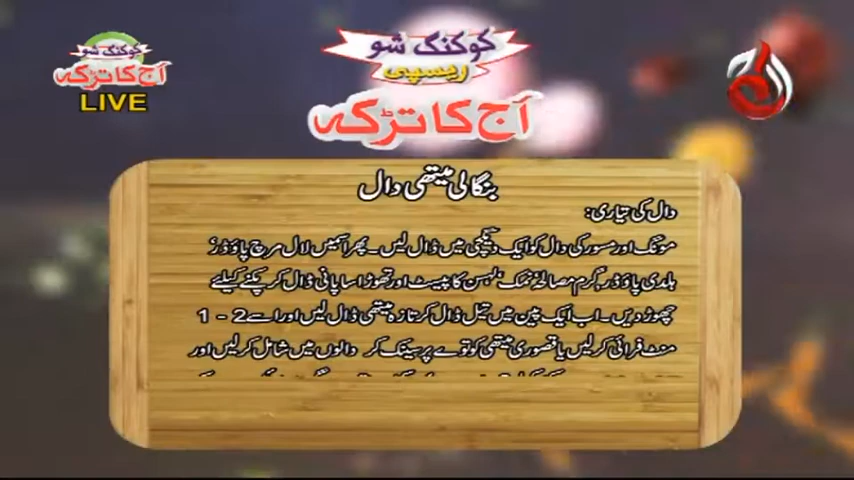 کوکنگ شو
آج کا تڑکہ
LIVE
کوکنگ شو
ریسیپی
آج کا تڑکہ
بنگالی میتھی دال
دال کی تیاری:
مونگ اور مسور کی دال کو ایک دیگچی میں ڈال لیں۔ پھر اسمیں لال مرچ پاؤڈر'
ہلدی پاؤڈر' گرم مصالحہ' نمک' لہسن کا پیسٹ اور تھوڑا سا پانی ڈال کر پکنے کیلئے
چھوڑ دیں۔ اب ایک پین میں تیل ڈال کر تازہ میتھی ڈال لیں اور اسے 2 - 1
منٹ فرائی کر لیں یا قصوری میتھی کو توے پر سینک کر دالوں میں شامل کر لیں اور